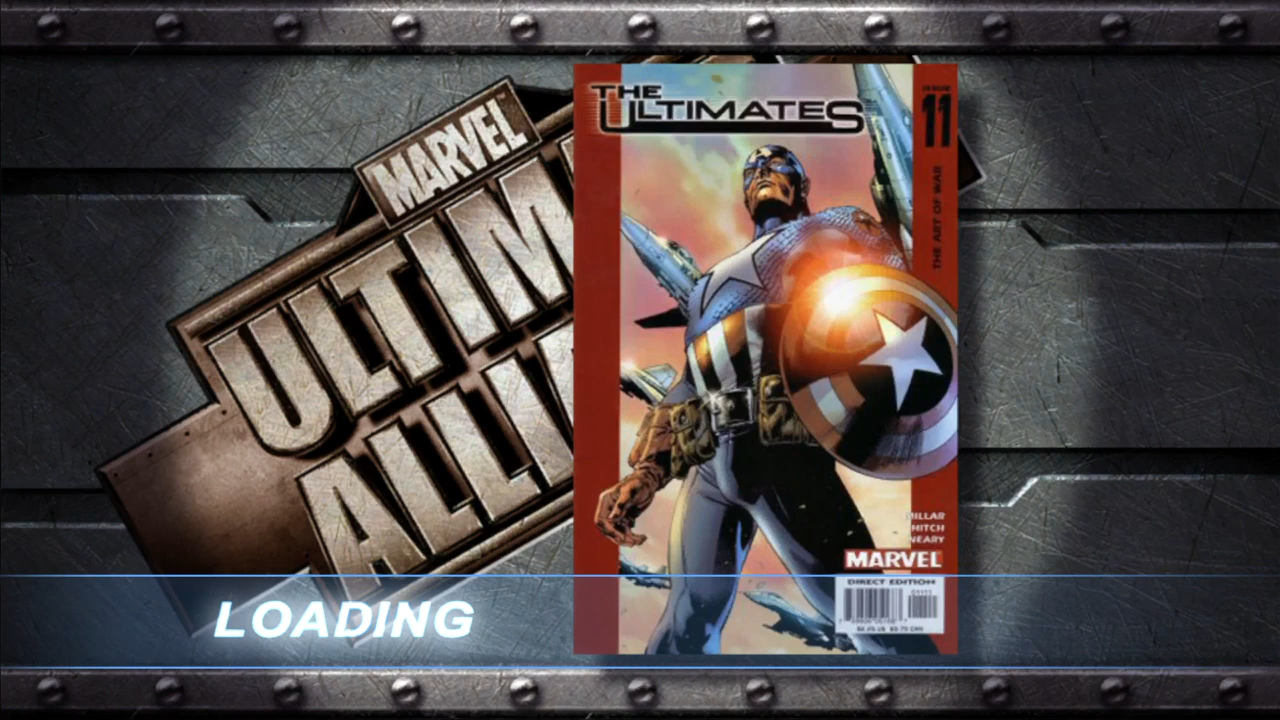 MARVEL
ULTIM
ALLI
THE
ULTIMATES
ISSUE
11
THE ART OF WAR
MILLAR
HITCH
NEARY
MARVEL
DIRECT EDITION
LOADING